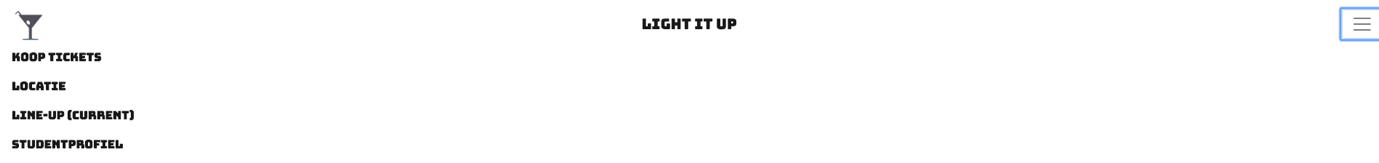 LIGHT IT UP
KOOP TICKETS
LOCATIE
LINE-UP (CURRENT)
STUDENTPROFIEL